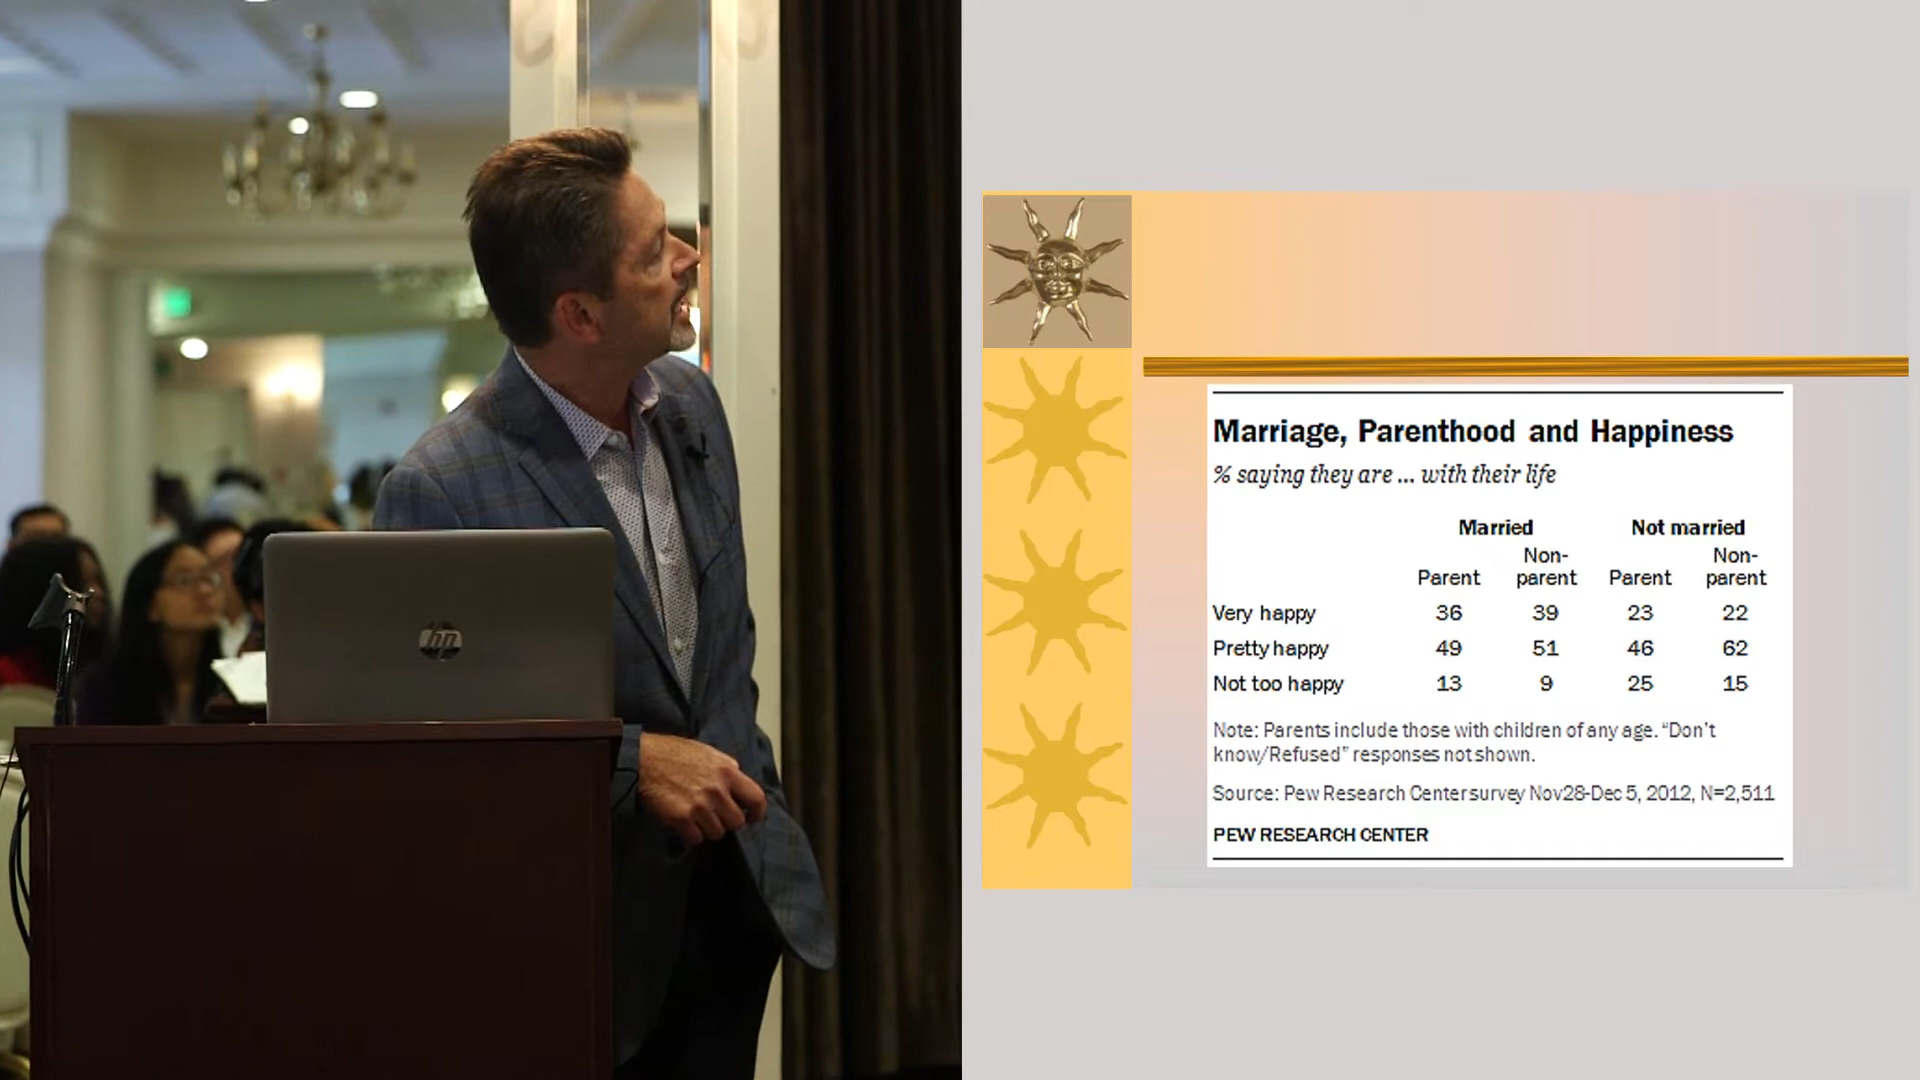 hp
Marriage, Parenthood and Happiness
% saying they are ... with their life
Married Not married
Parent Non-parent Parent Non-parent
Very happy 36 39 23 22
Pretty happy 49 51 46 62
Not too happy 13 9 25 15
Note: Parents include those with children of any age. “Don’t
know/Refused” responses not shown.
Source: Pew Research Center survey Nov28-Dec 5, 2012, N=2,511
PEW RESEARCH CENTER